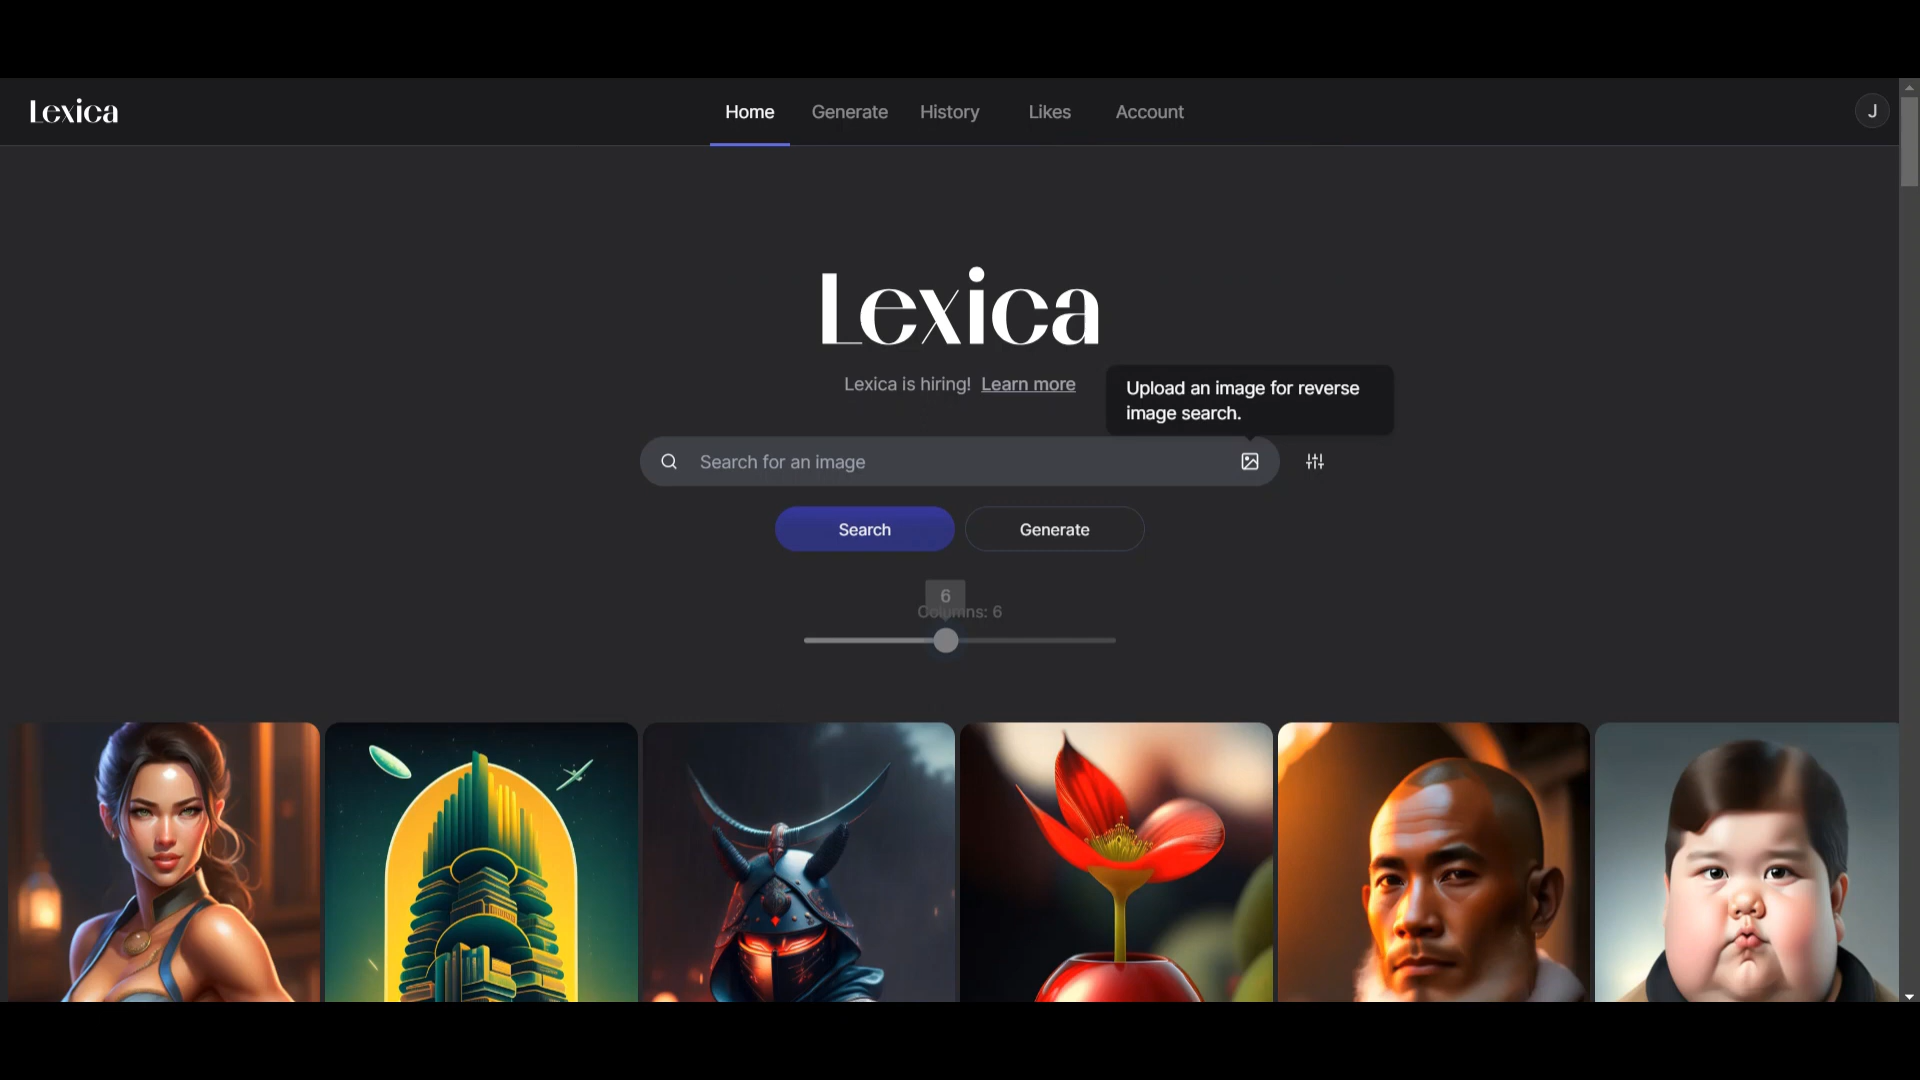 Lexica
Home Generate History Likes Account
J
Lexica
Lexica is hiring! Learn more
Upload an image for reverse
image search.
Search for an image
Search Generate
6
Columns: 6